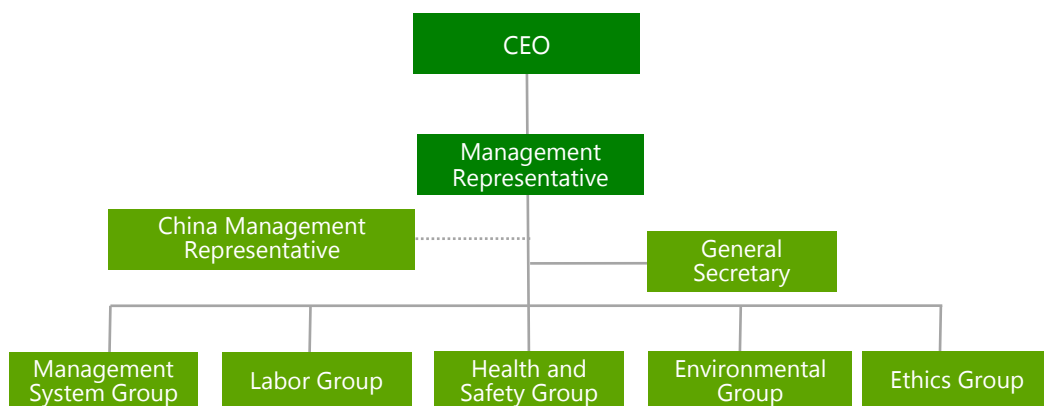 CEO
Management
Representative
China Management
Representative
General
Secretary
Management
System Group
Labor Group
Health and
Safety Group
Environmental
Group
Ethics Group